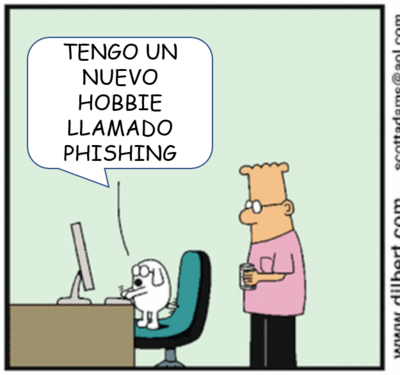 TENGO UN
NUEVO
HOBBIE
LLAMADO
PHISHING
www.dilbert.com
scottadams@aol.com